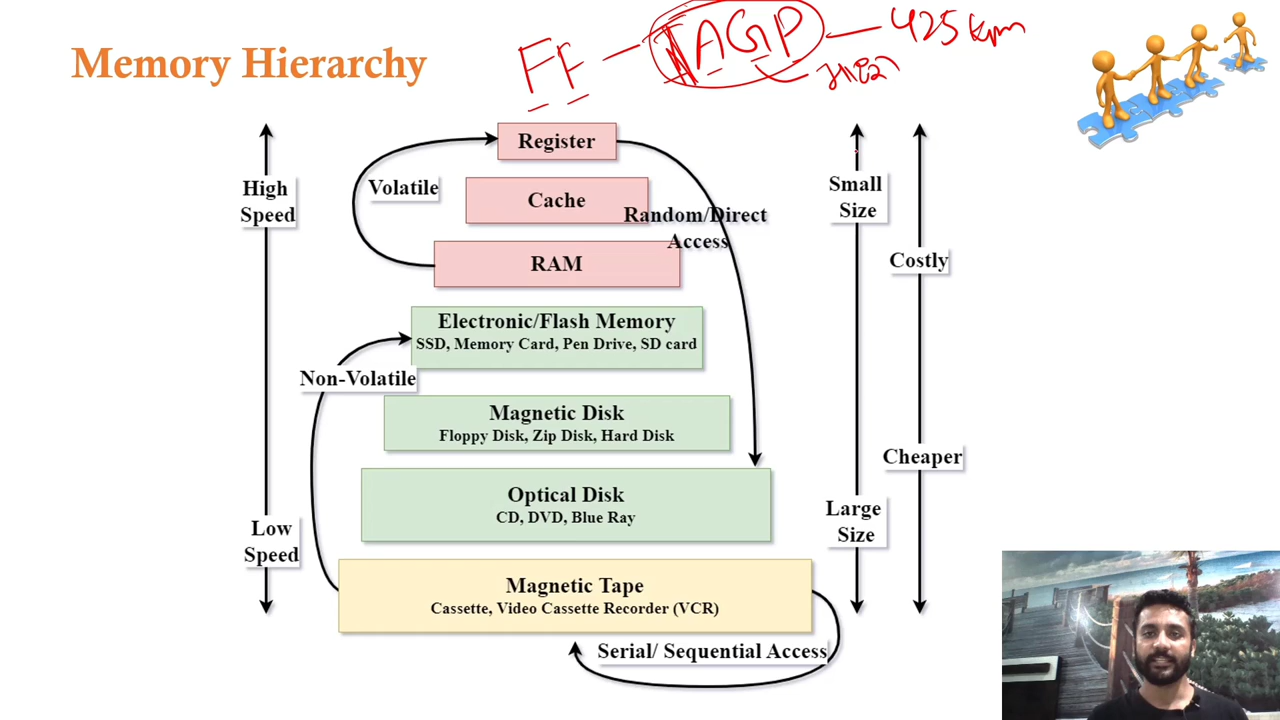 Memory Hierarchy
FF - NAGP - 425 km
Register
High
Speed
Volatile
Small
Size
Cache
Random/Direct
Access
RAM
Costly
Electronic/Flash Memory
SSD, Memory Card, Pen Drive, SD card
Non-Volatile
Magnetic Disk
Floppy Disk, Zip Disk, Hard Disk
Cheaper
Optical Disk
CD, DVD, Blue Ray
Large
Size
Low
Speed
Magnetic Tape
Cassette, Video Cassette Recorder (VCR)
Serial/ Sequential Access